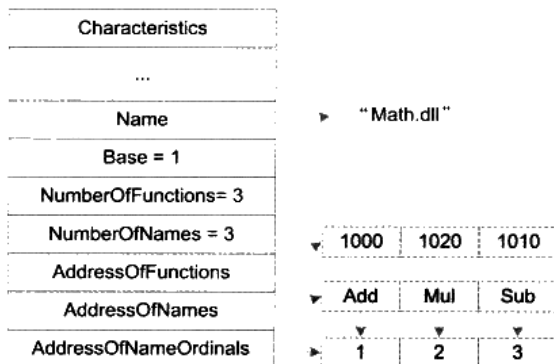 Characteristics
...
Name
"Math.dll"
Base = 1
NumberOfFunctions= 3
NumberOfNames = 3
1000 1020 1010
AddressOfFunctions
Add Mul Sub
AddressOfNames
AddressOfNameOrdinals
1 2 3